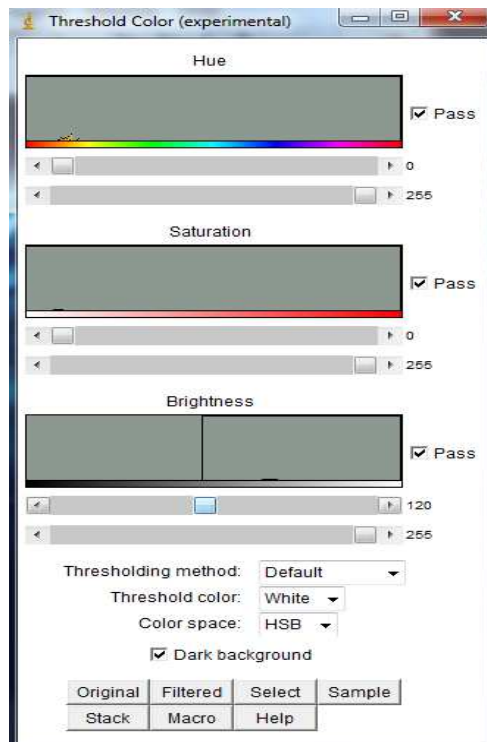 Threshold Color (experimental)
Hue
Pass
0
255
Saturation
Pass
0
255
Brightness
Pass
120
255
Thresholding method: Default
Threshold color: White
Color space: HSB
Dark background
Original Filtered Select Sample
Stack Macro Help